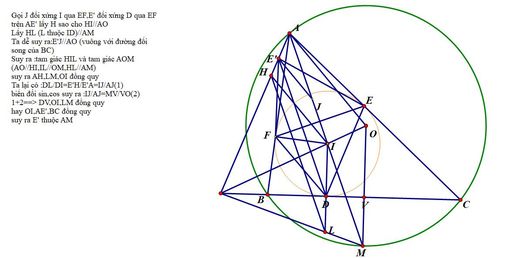 Gọi J đối xứng I qua EF,E' đối xứng D qua EF
trên AE' lấy H sao cho HI//AO
Lấy HL (L thuộc ID)//AM
Ta dễ suy ra:E'J//AO (vuông với đường đối
song của BC)
Suy ra :tam giác HIL và tam giác AOM
(AO//HI,IL//OM,HL//AM)
suy ra AH,LM,OI đồng quy
Ta lại có :DL/DI=E'H/E'A=IJ/AJ(1)
biến đổi sin,cos suy ra :IJ/AJ=MV/VO(2)
1+2==> DV,OI,LM đồng quy
hay OI,AE',BC đồng quy
suy ra E' thuộc AM
A
E'
H
J
E
O
F
I
B
D
V
C
L
M